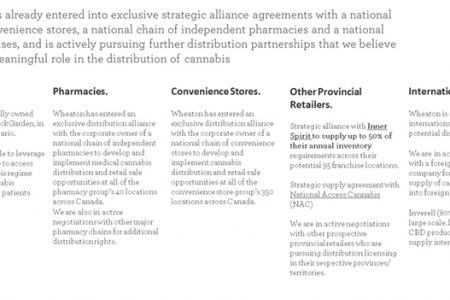 s already entered into exclusive strategic alliance agreements with a national
venience stores, a national chain of independent pharmacies and a national
ses, and is actively pursuing further distribution partnerships that we believe
eaningful role in the distribution of cannabis
lly owned
ckGarden, in
ario.
le to leverage
to access
is regime
nabis
patients
Pharmacies.
Wheaton has entered an
exclusive distribution alliance
with the corporate owner of a
national chain of independent
pharmacies to develop and
implement medical cannabis
distribution and retail sale
opportunities at all of the
pharmacy group's 40 locations
across Canada.
We are also in active
negotiations with other major
pharmacy chains for additional
distribution rights.
Convenience Stores.
Wheaton has entered an
exclusive distribution alliance
with the corporate owner of a
national chain of convenience
stores to develop and
implement cannabis
distribution and retail sale
opportunities at all of the
convenience store group's 350
locations across Canada.
Other Provincial
Retailers.
Strategic alliance with Inner
Spirit to supply up to 50% of
their annual inventory
requirements across their
potential 95 franchise locations.
Strategic supply agreement with
National Access Cannabis
(NAC)
We are in active negotiations
with other prospective
provincial retailers who are
pursuing distribution licensing
in their respective provinces/
territories.
Internatio
Wheaton is
internationa
potential dis
We are in ac
with a foreig
company for
supply of ca
into foreign
Inverell (80%
large scale, l
CBD produc
supply inter